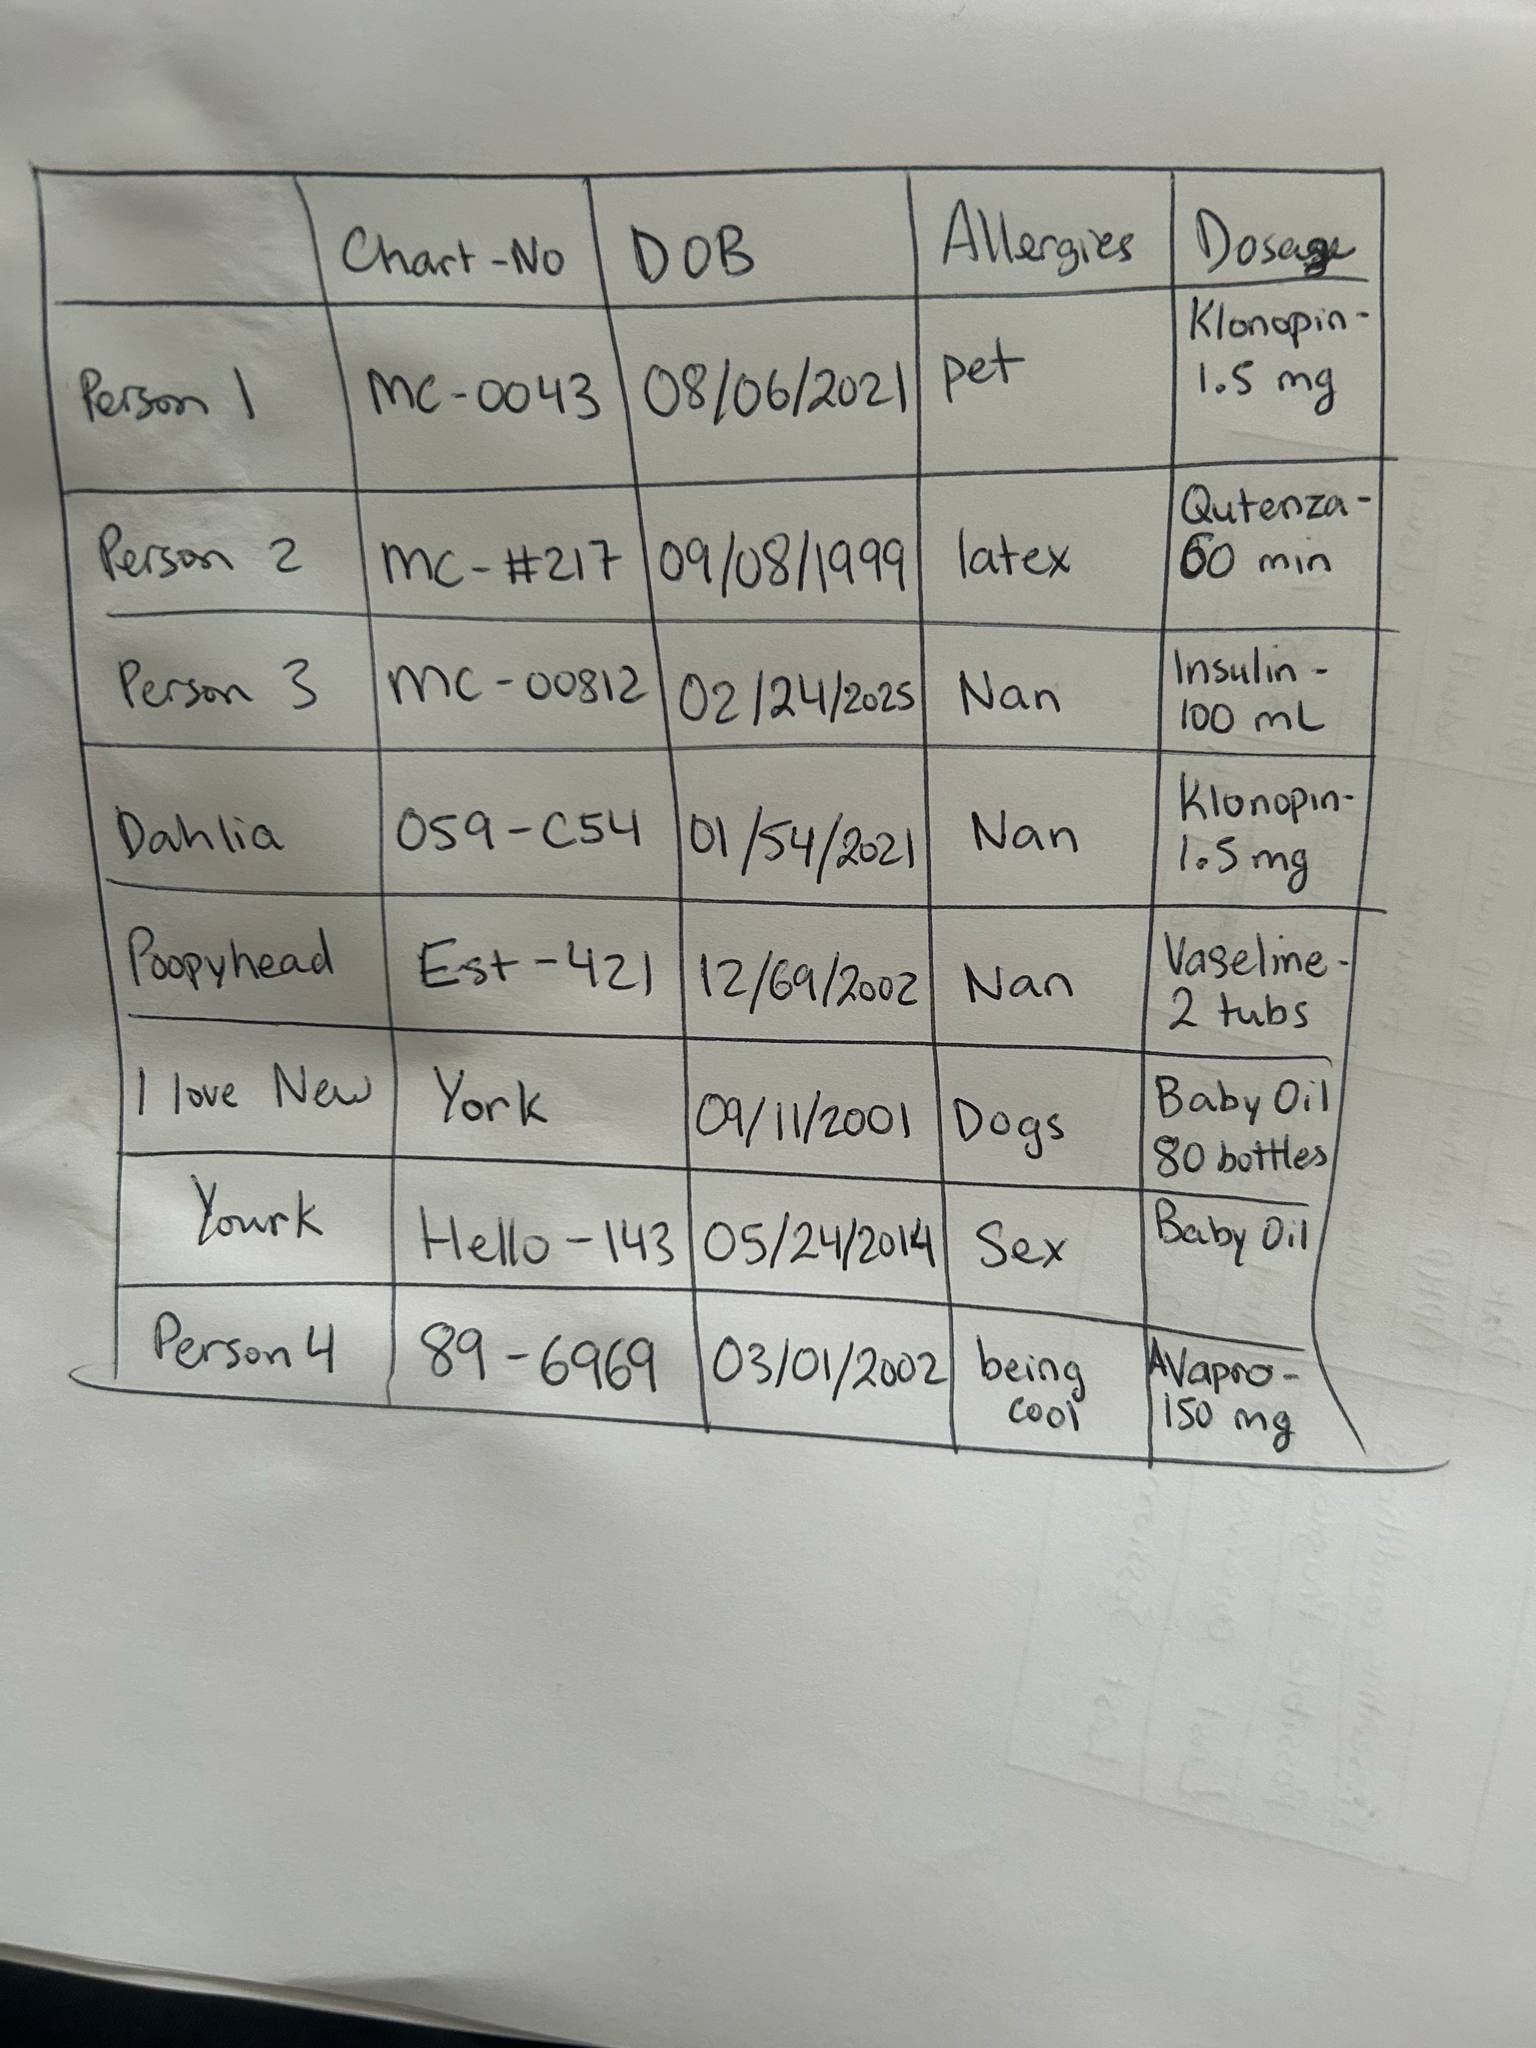 Chart-No DOB Allergies Dosage
Person 1 MC-0043 08/06/2021 pet Klonopin-
1.5 mg
Person 2 MC-#217 09/08/1999 latex Qutenza-
60 min
Person 3 MC-00812 02/24/2025 Nan Insulin-
100 mL
Dahlia 059-C54 01/54/2021 Nan Klonopin-
1.5 mg
Poopyhead Est-421 12/69/2002 Nan Vaseline-
2 tubs
I love New York 09/11/2001 Dogs Baby Oil
80 bottles
Yourk Hello-143 05/24/2014 Sex Baby Oil
Person 4 89-6969 03/01/2002 being Avapro-
cool 150 mg